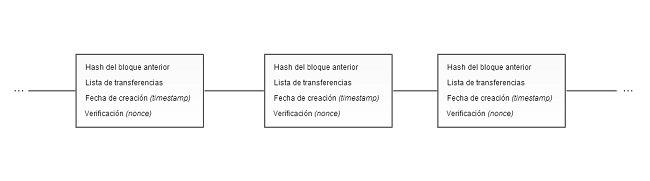 Hash del bloque anterior
Lista de transferencias
Fecha de creación (timestamp)
Verificación (nonce)
Hash del bloque anterior
Lista de transferencias
Fecha de creación (timestamp)
Verificación (nonce)
Hash del bloque anterior
Lista de transferencias
Fecha de creación (timestamp)
Verificación (nonce)